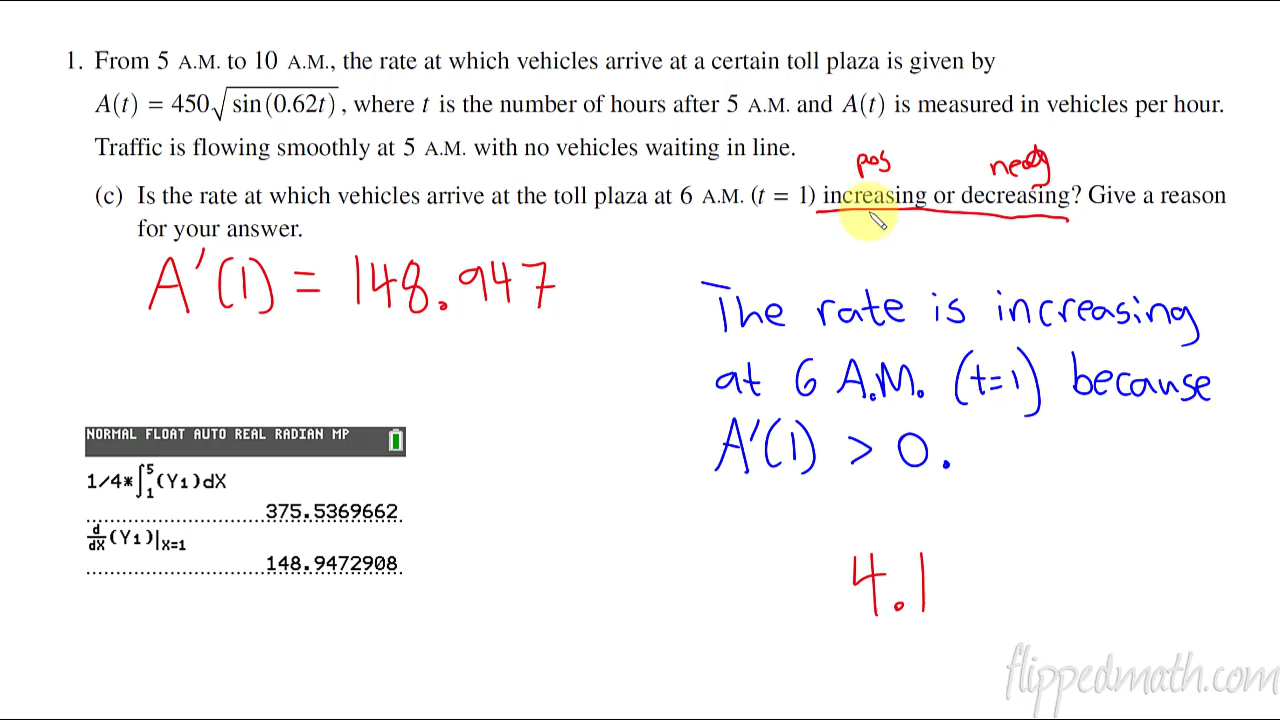 1. From 5 A.M. to 10 A.M., the rate at which vehicles arrive at a certain toll plaza is given by
A(t) = 450√sin(0.62t), where t is the number of hours after 5 A.M. and A(t) is measured in vehicles per hour.
Traffic is flowing smoothly at 5 A.M. with no vehicles waiting in line.
pos
(c) Is the rate at which vehicles arrive at the toll plaza at 6 A.M. (t = 1) increasing or decreasing? Give a reason
for your answer.
A'(1) = 148.947
The rate is increasing
at 6 A.M. (t=1) because
A'(1) > 0.
NORMAL FLOAT AUTO REAL RADIAN MP
1/4*∫₁⁵(Y₁)dX
375.5369662
d/dX(Y₁)|X=1
148.9472908
4.1
flippedmath.com